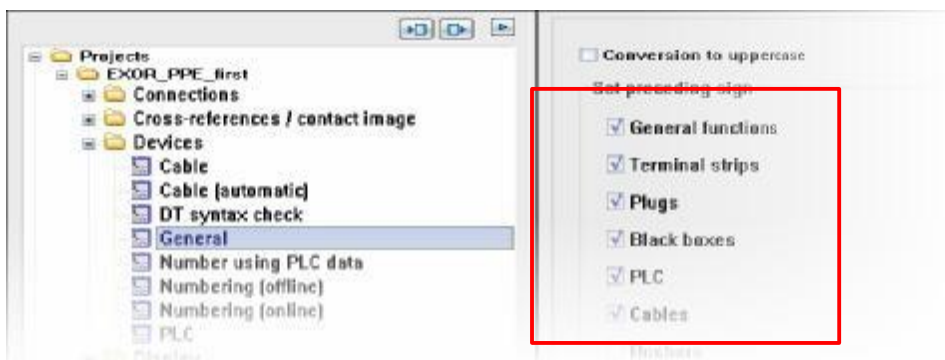 Projects
EXOR_PPE_first
Connections
Cross-references / contact image
Devices
Cable
Cable (automatic)
DT syntax check
General
Number using PLC data
Numbering (offline)
Numbering (online)
PLC
Display
Conversion to uppercase
Set preceding sign
General functions
Terminal strips
Plugs
Black boxes
PLC
Cables